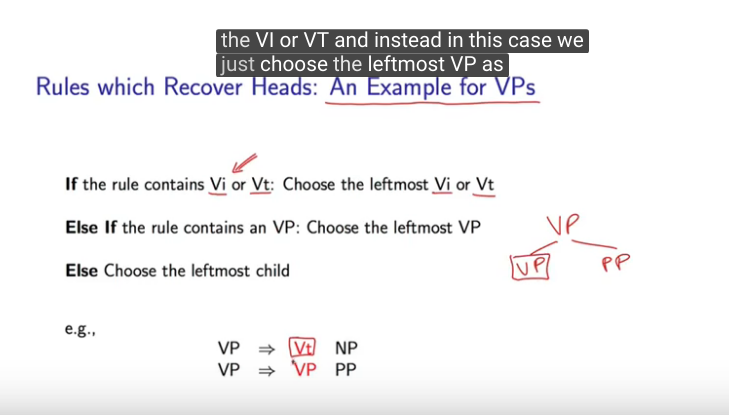 the VI or VT and instead in this case we
just choose the leftmost VP as
Rules which Recover Heads: An Example for VPs
If the rule contains Vi or Vt: Choose the leftmost Vi or Vt
Else If the rule contains an VP: Choose the leftmost VP
VP
Else Choose the leftmost child
VP PP
e.g.,
VP ⇒ Vt NP
VP ⇒ VP PP